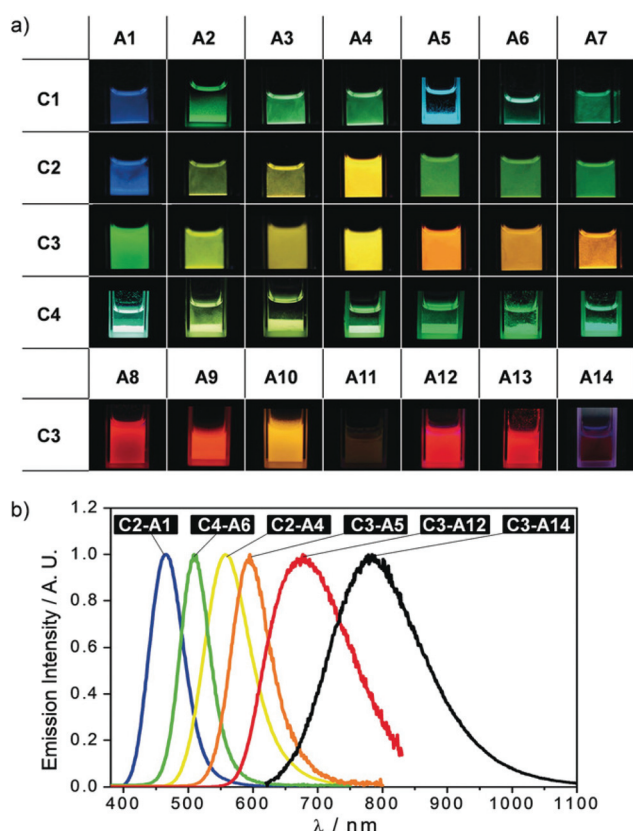 a)
A1 A2 A3 A4 A5 A6 A7
C1
C2
C3
C4
A8 A9 A10 A11 A12 A13 A14
C3
b)
1.2
C2-A1 C4-A6 C2-A4 C3-A5 C3-A12 C3-A14
1.0
0.8
0.6
0.4
0.2
0.0
Emission Intensity / A. U.
400 500 600 700 800 900 1000 1100
λ / nm